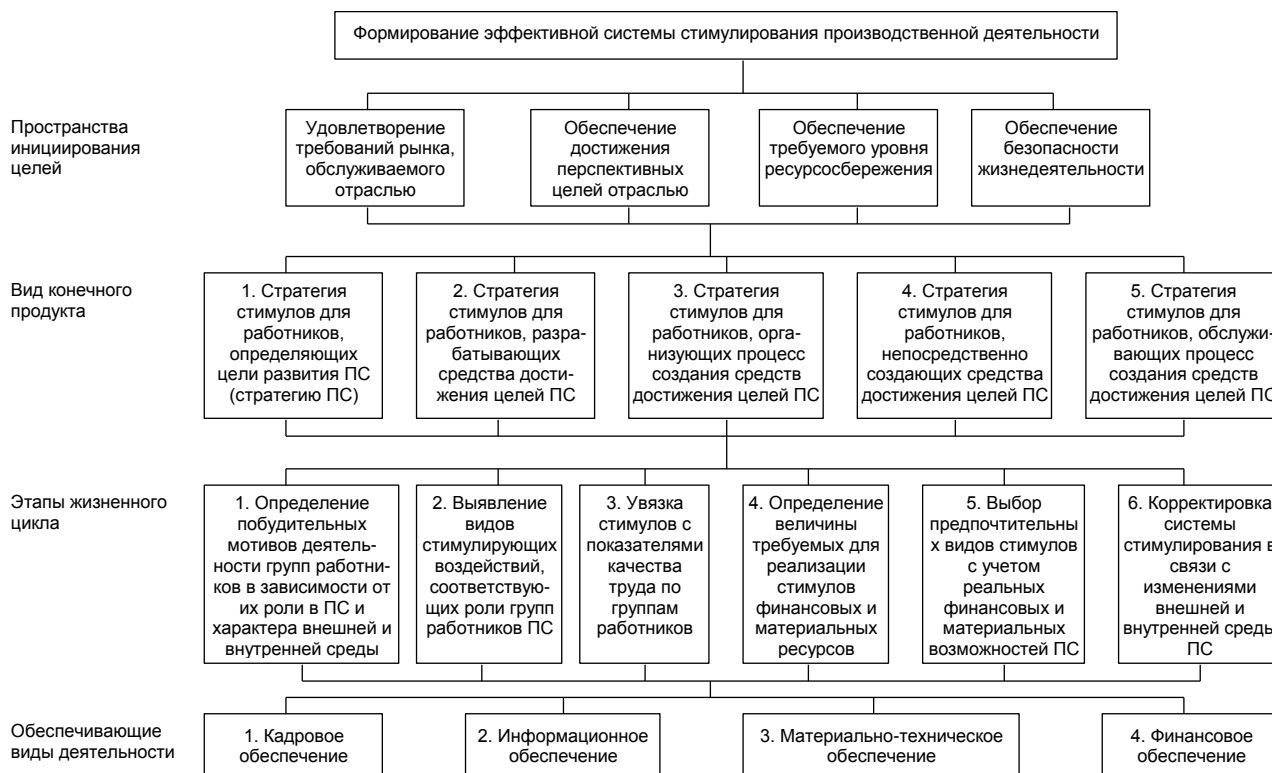 Формирование эффективной системы стимулирования производственной деятельности
Пространства
инициирования
целей
Удовлетворение
требований рынка,
обслуживаемого
отраслью
Обеспечение
достижения
перспективных
целей отраслью
Обеспечение
требуемого уровня
ресурсосбережения
Обеспечение
безопасности
жизнедеятельности
Вид конечного
продукта
1. Стратегия
стимулов для
работников,
определяющих
цели развития ПС
(стратегию ПС)
2. Стратегия
стимулов для
работников, разра-
батывающих
средства дости-
жения целей ПС
3. Стратегия
стимулов для
работников, орга-
низующих процесс
создания средств
достижения целей ПС
4. Стратегия
стимулов для
работников,
непосредственно
создающих средства
достижения целей ПС
5. Стратегия
стимулов для
работников, обслужи-
вающих процесс
создания средств
достижения целей ПС
Этапы жизненного
цикла
1. Определение
побудительных
мотивов деятель-
ности групп работни-
ков в зависимости от
их роли в ПС и
характера внешней и
внутренней среды
2. Выявление
видов
стимулирующих
воздействий,
соответствую-
щих роли групп
работников ПС
3. Увязка
стимулов с
показателями
качества
труда по
группам
работников
4. Определение
величины
требуемых для
реализации
стимулов
финансовых и
материальных
ресурсов
5. Выбор
предпочтительны
х видов стимулов
с учетом
реальных
финансовых и
материальных
возможностей ПС
6. Корректировка
системы
стимулирования в
связи с
изменениями
внешней и
внутренней среды
ПС
Обеспечивающие
виды деятельности
1. Кадровое
обеспечение
2. Информационное
обеспечение
3. Материально-техническое
обеспечение
4. Финансовое
обеспечение